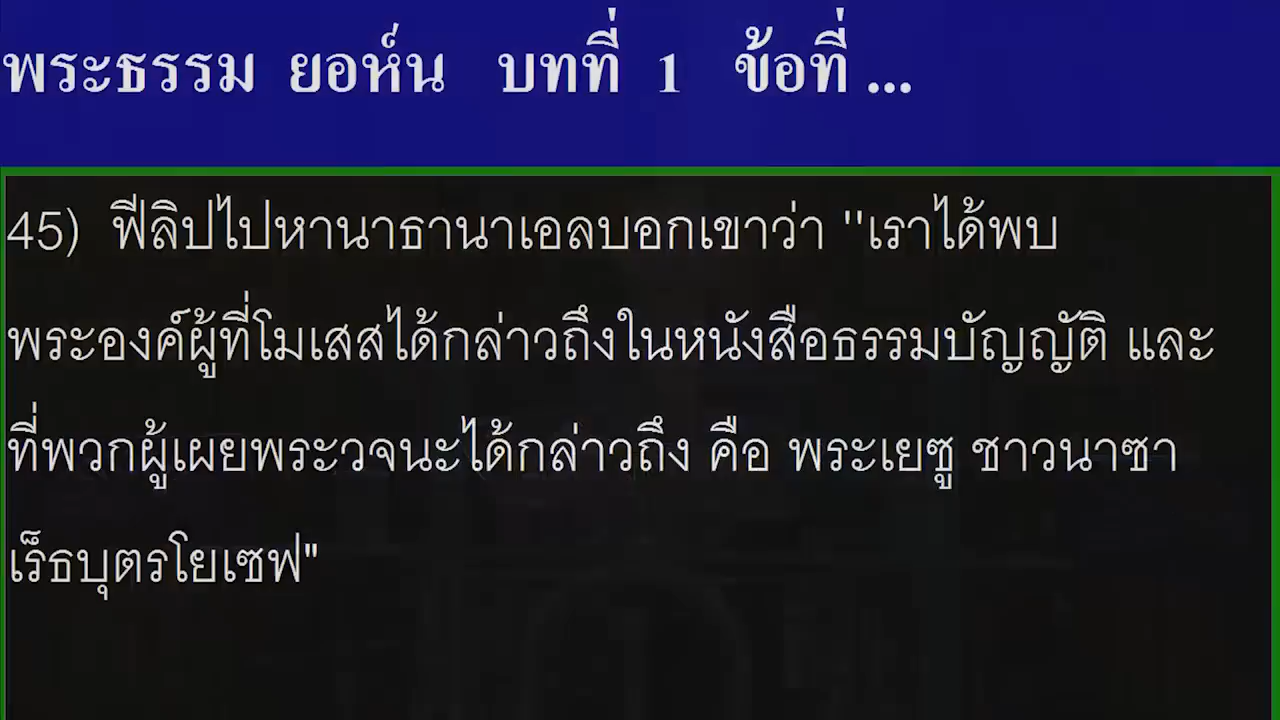 พระธรรม ยอห์น บทที่ 1 ข้อที่ ...
45) ฟีลิปไปหานาธานาเอลบอกเขาว่า "เราได้พบ
พระองค์ผู้ที่โมเสสได้กล่าวถึงในหนังสือธรรมบัญญัติ และ
ที่พวกผู้เผยพระวจนะได้กล่าวถึง คือ พระเยซู ชาวนาซา
เร็ธบุตรโยเซฟ"